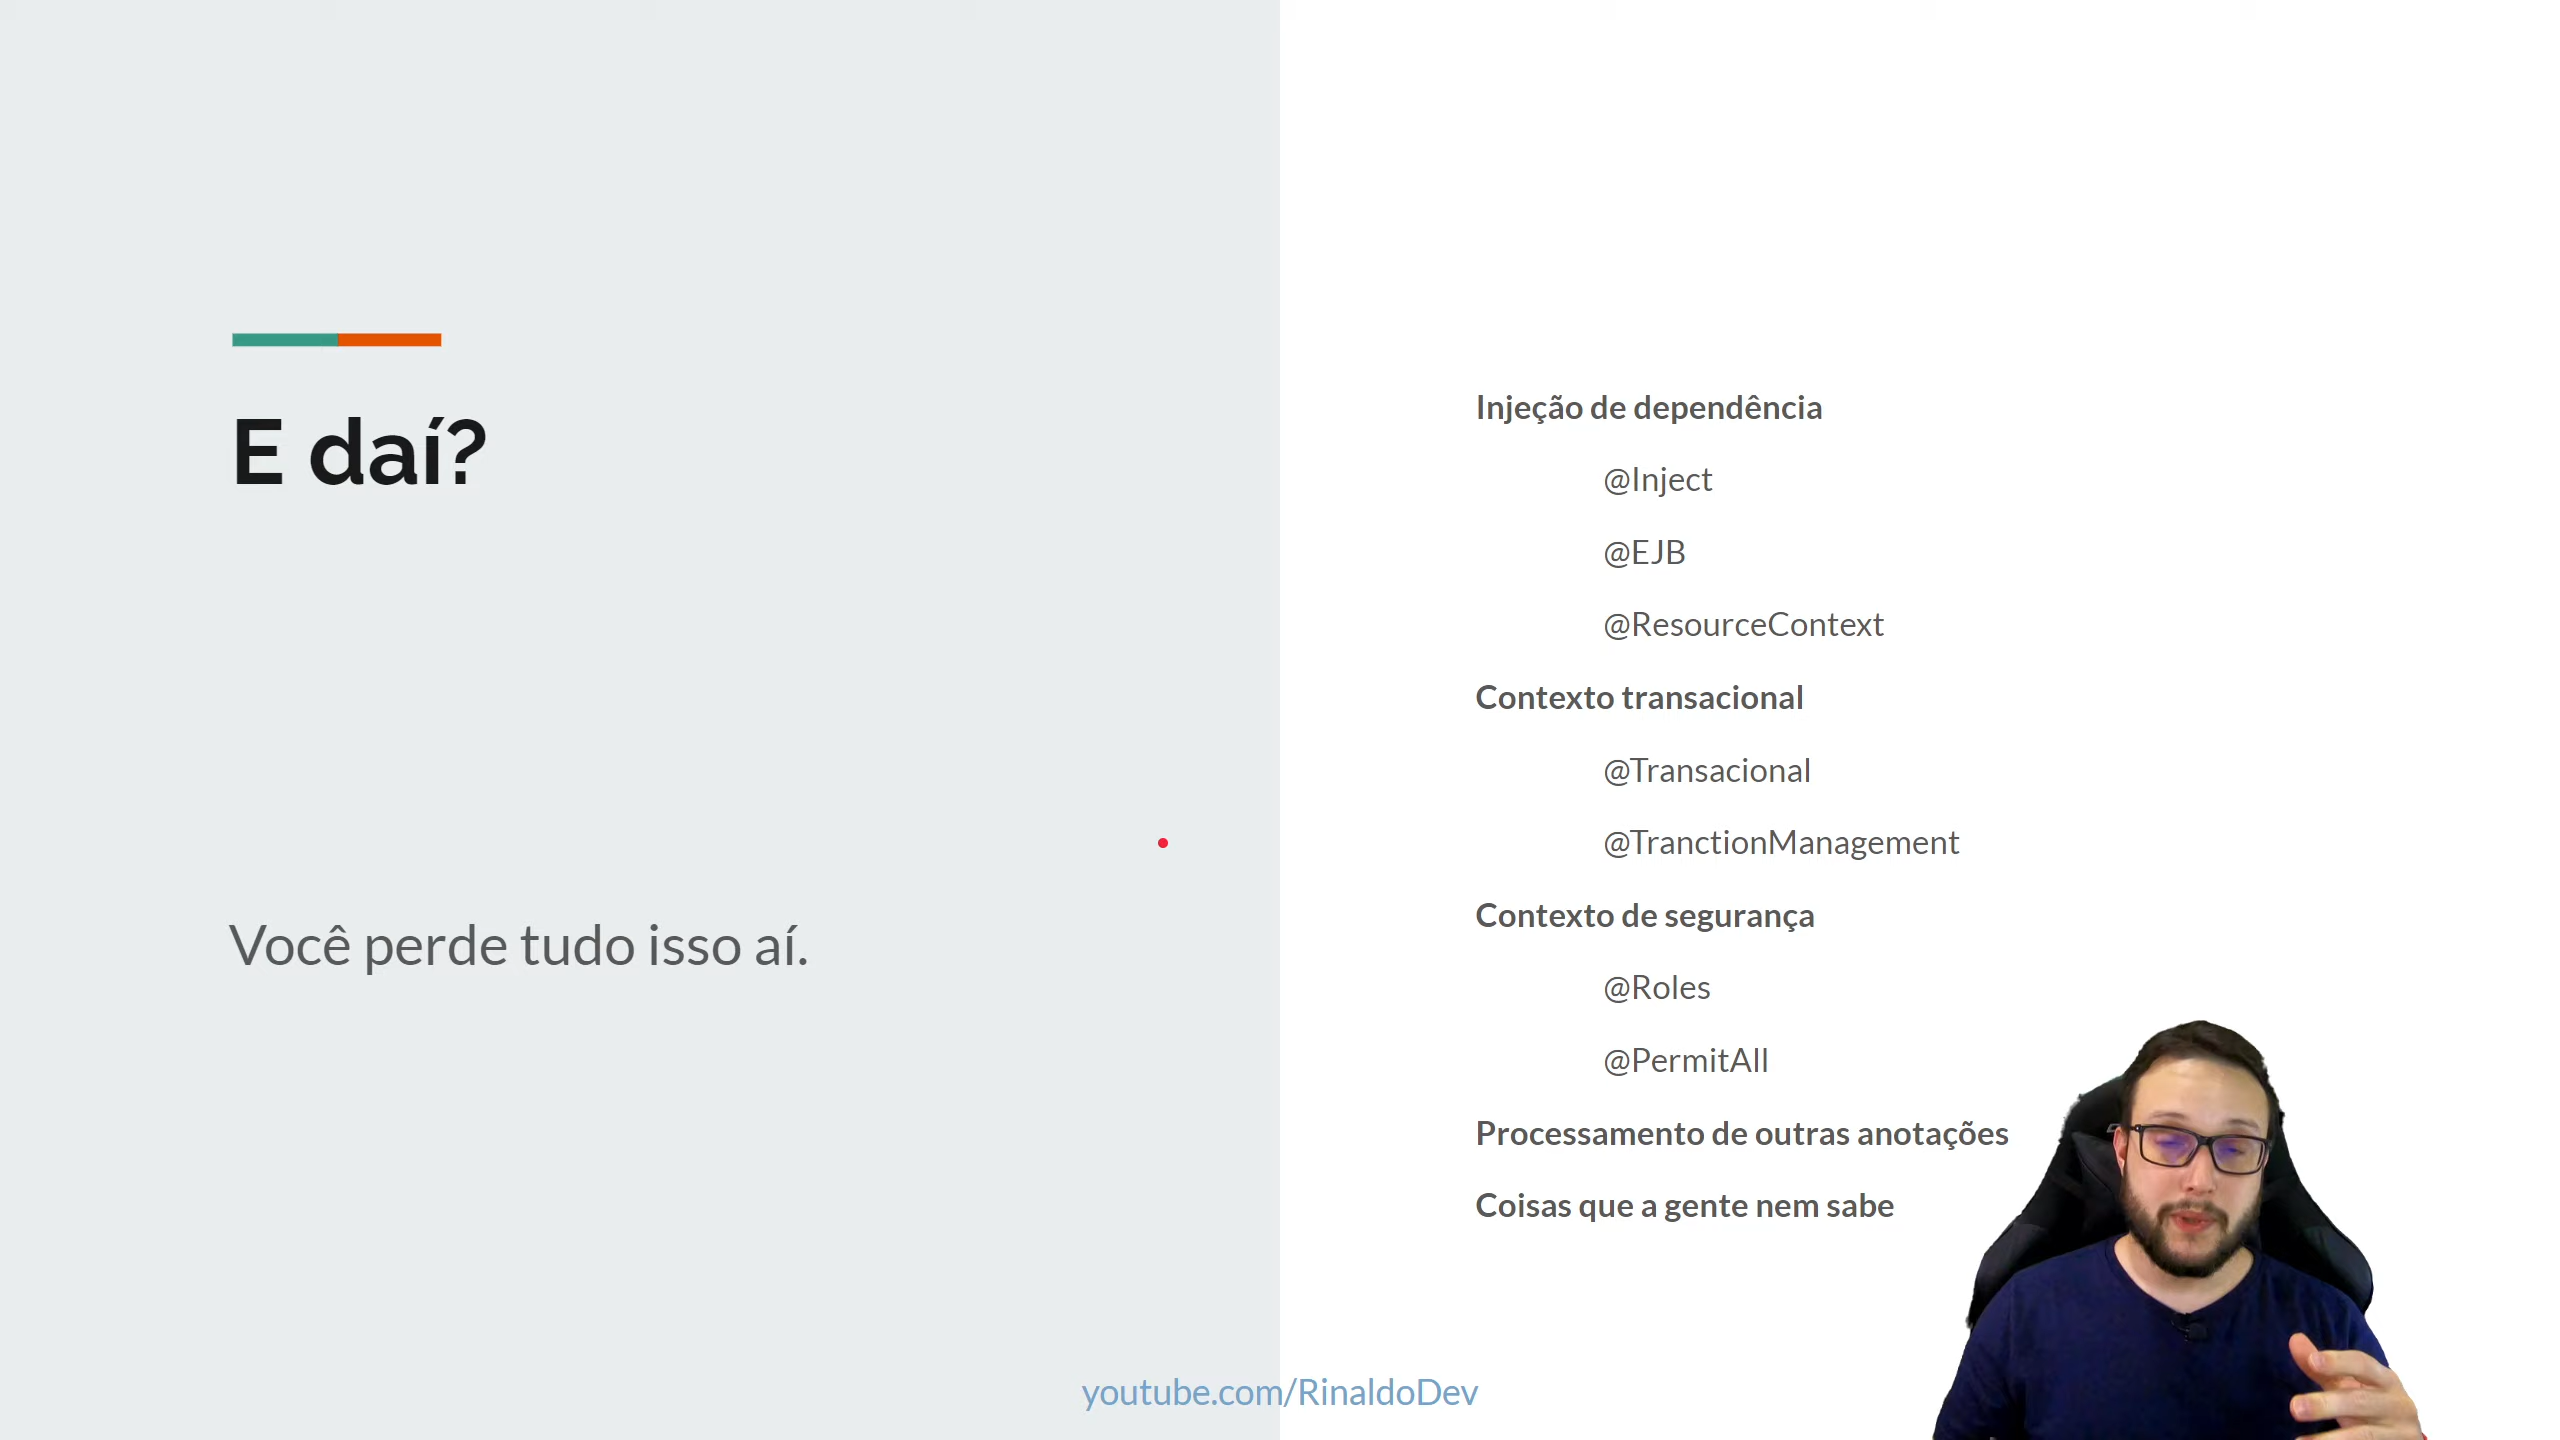 E daí?
Você perde tudo isso aí.
Injeção de dependência
@Inject
@EJB
@ResourceContext
Contexto transacional
@Transacional
@TranctionManagement
Contexto de segurança
@Roles
@PermitAll
Processamento de outras anotações
Coisas que a gente nem sabe
youtube.com/RinaldoDev